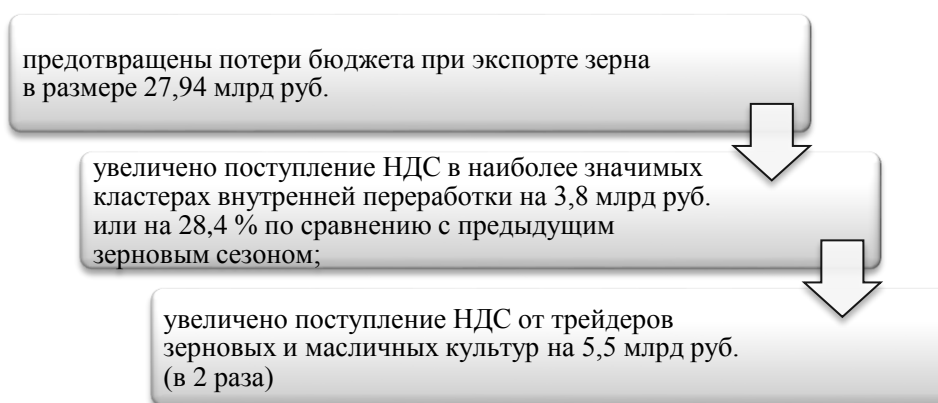 предотвращены потери бюджета при экспорте зерна
в размере 27,94 млрд руб.
увеличено поступление НДС в наиболее значимых
кластерах внутренней переработки на 3,8 млрд руб.
или на 28,4 % по сравнению с предыдущим
зерновым сезоном;
увеличено поступление НДС от трейдеров
зерновых и масличных культур на 5,5 млрд руб.
(в 2 раза)